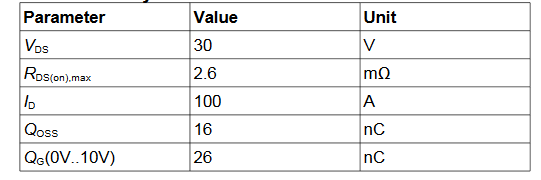 Parameter Value Unit
VDS 30 V
RDS(on),max 2.6 mΩ
ID 100 A
QOSS 16 nC
QG(0V..10V) 26 nC